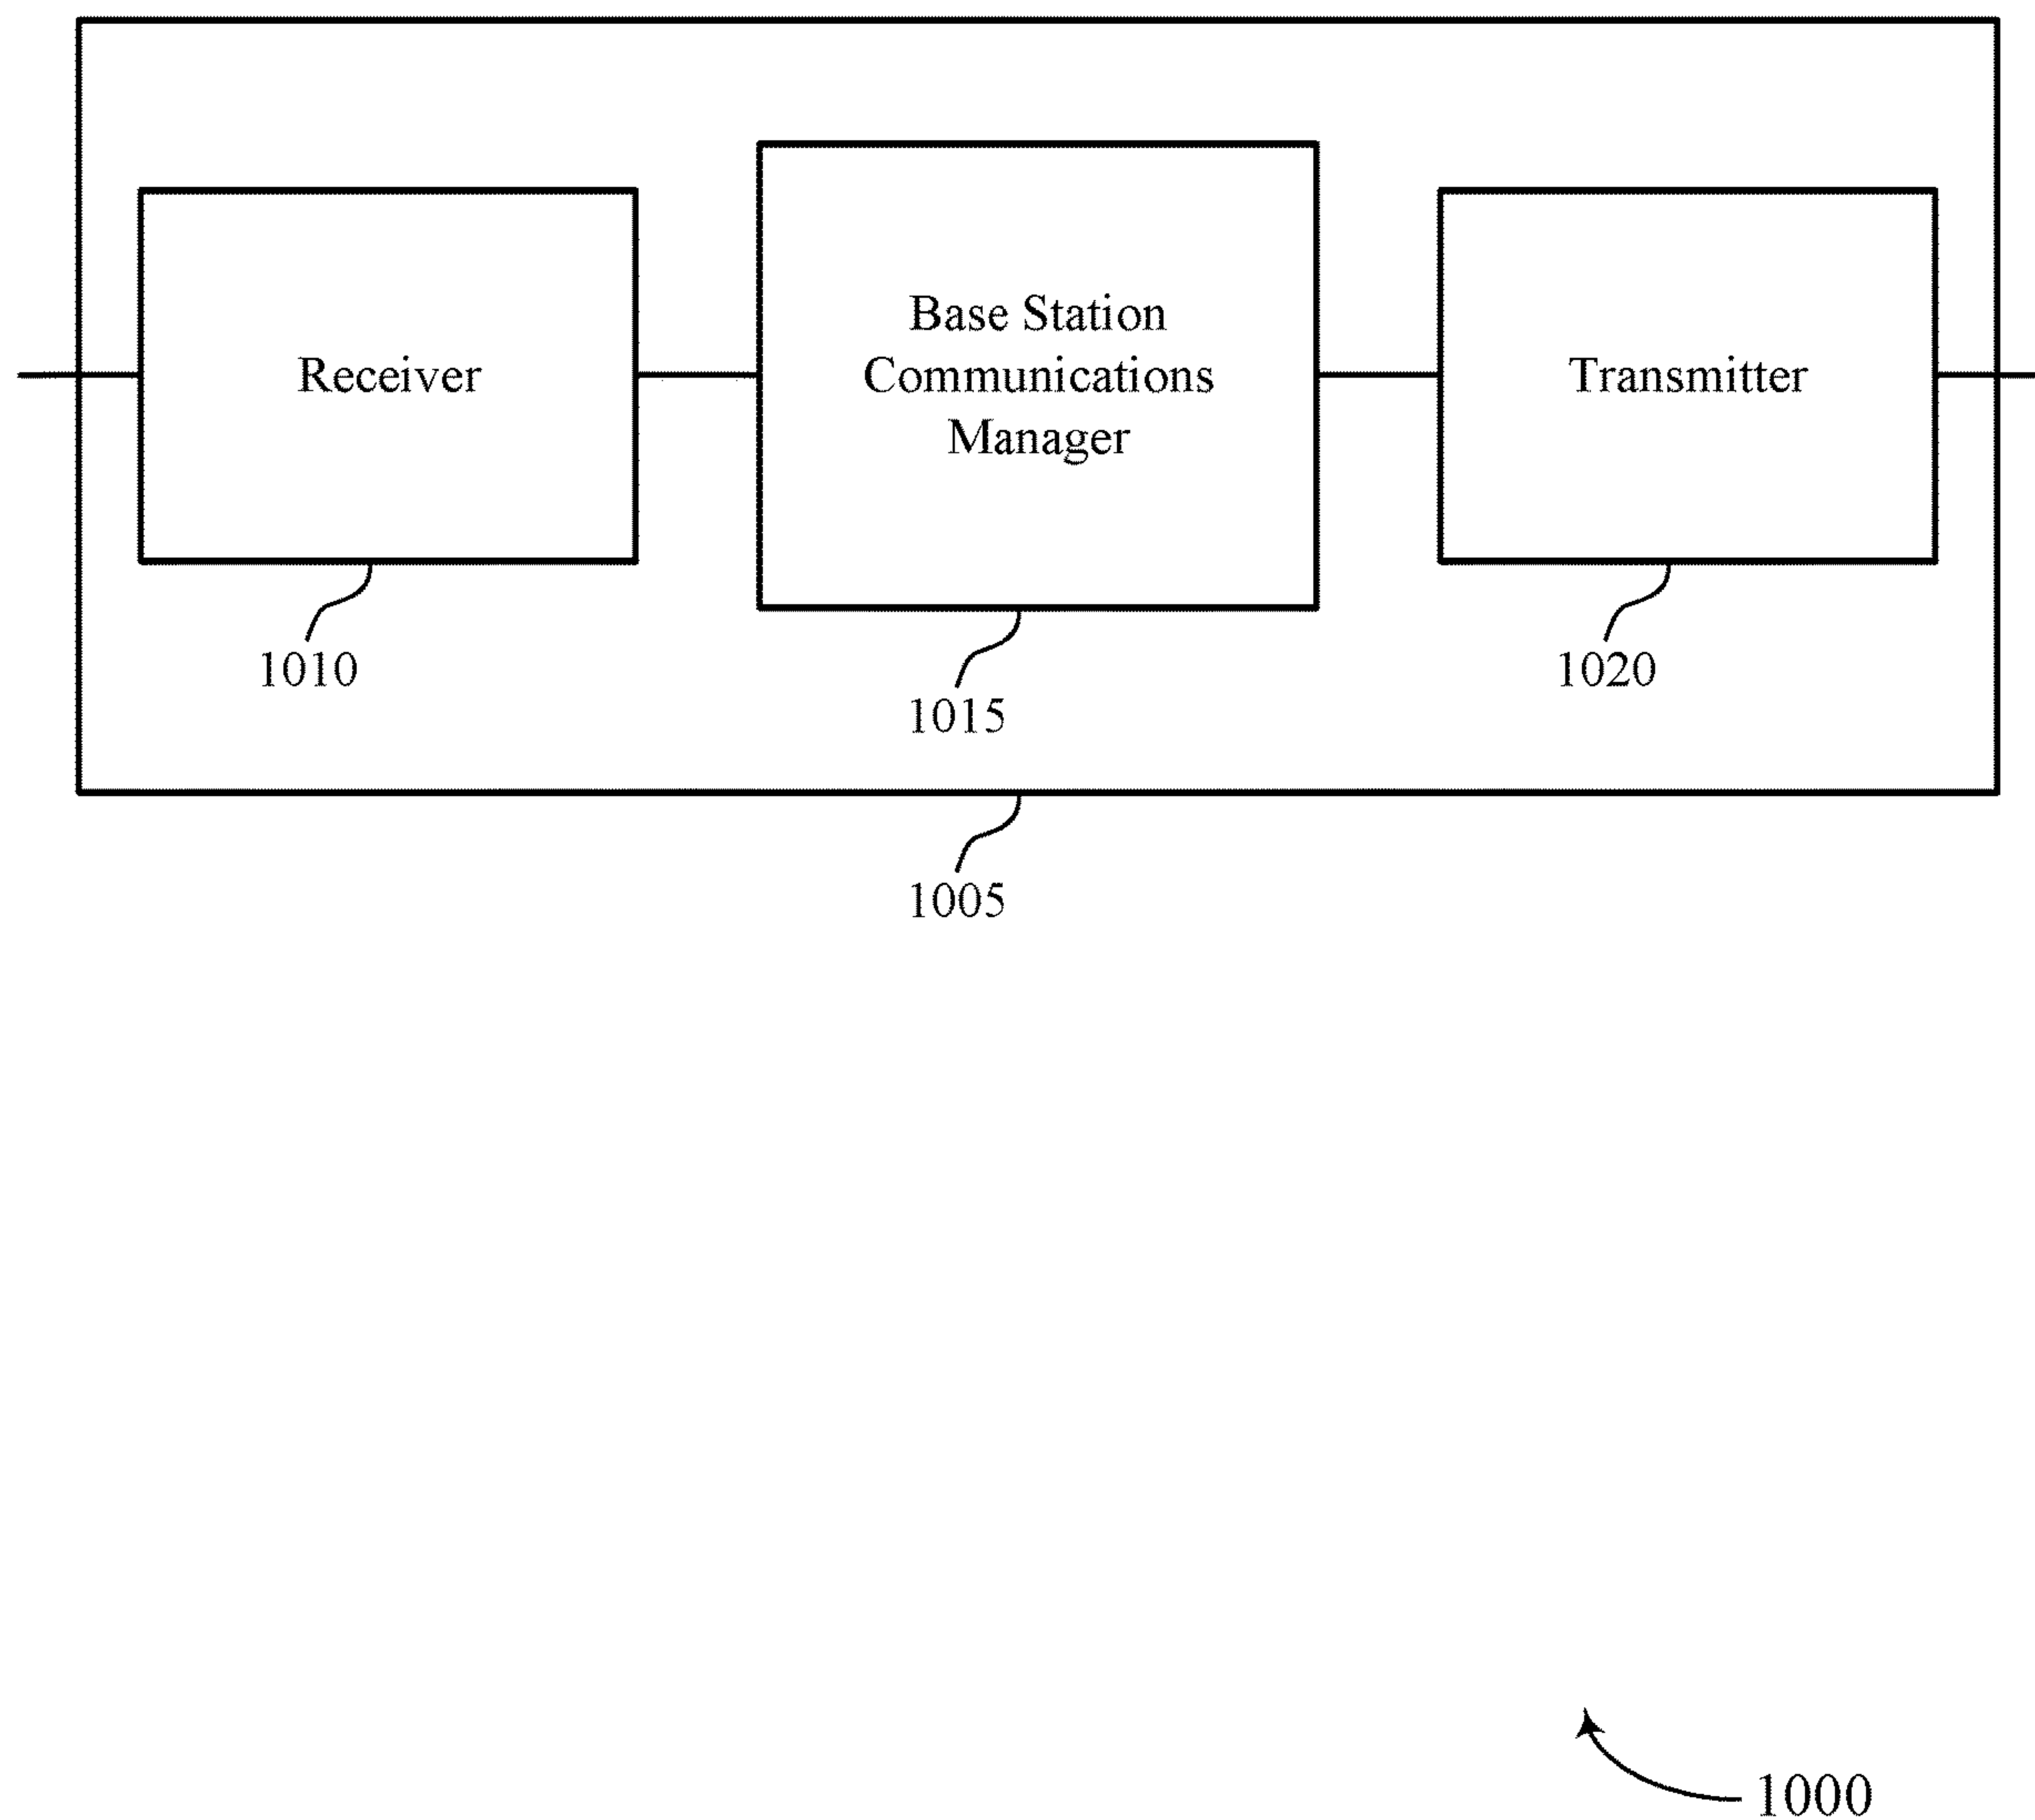 Receiver
Base Station
Communications
Manager
Transmitter
1010
1015
1020
1005
1000